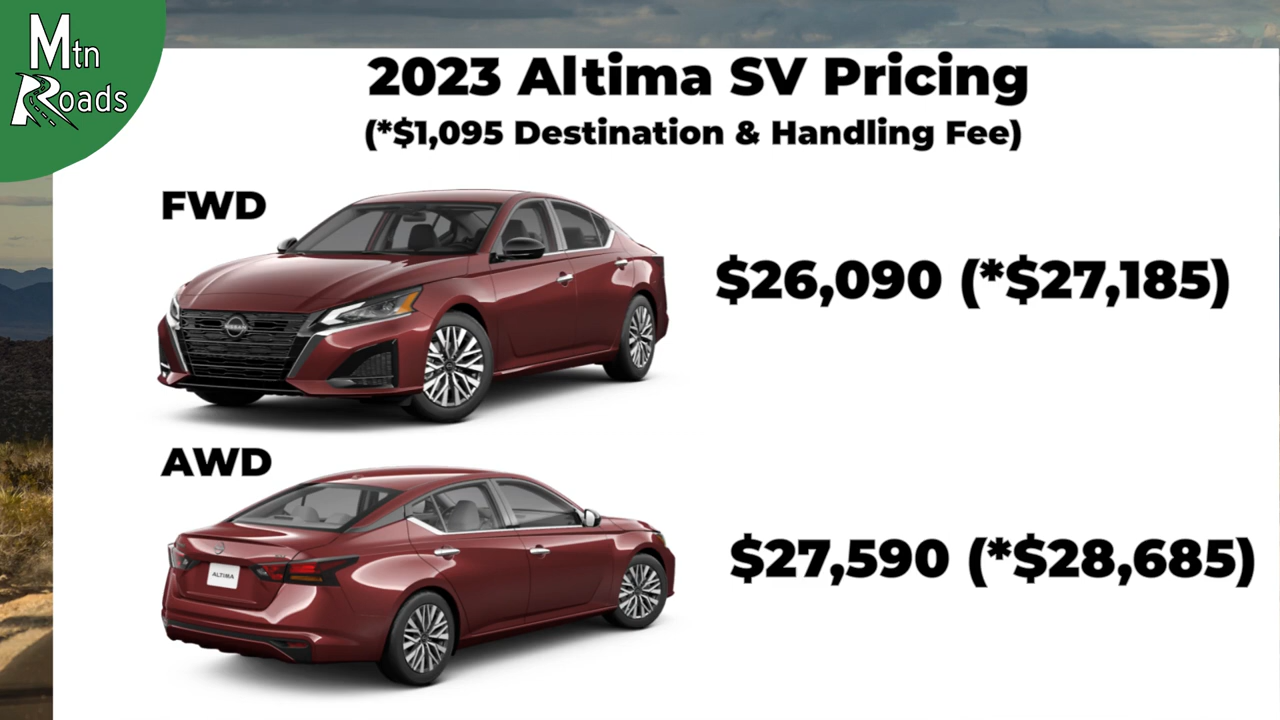 Mtn
Roads
2023 Altima SV Pricing
(*$1,095 Destination & Handling Fee)
FWD
$26,090 (*$27,185)
AWD
ALTIMA
$27,590 (*$28,685)